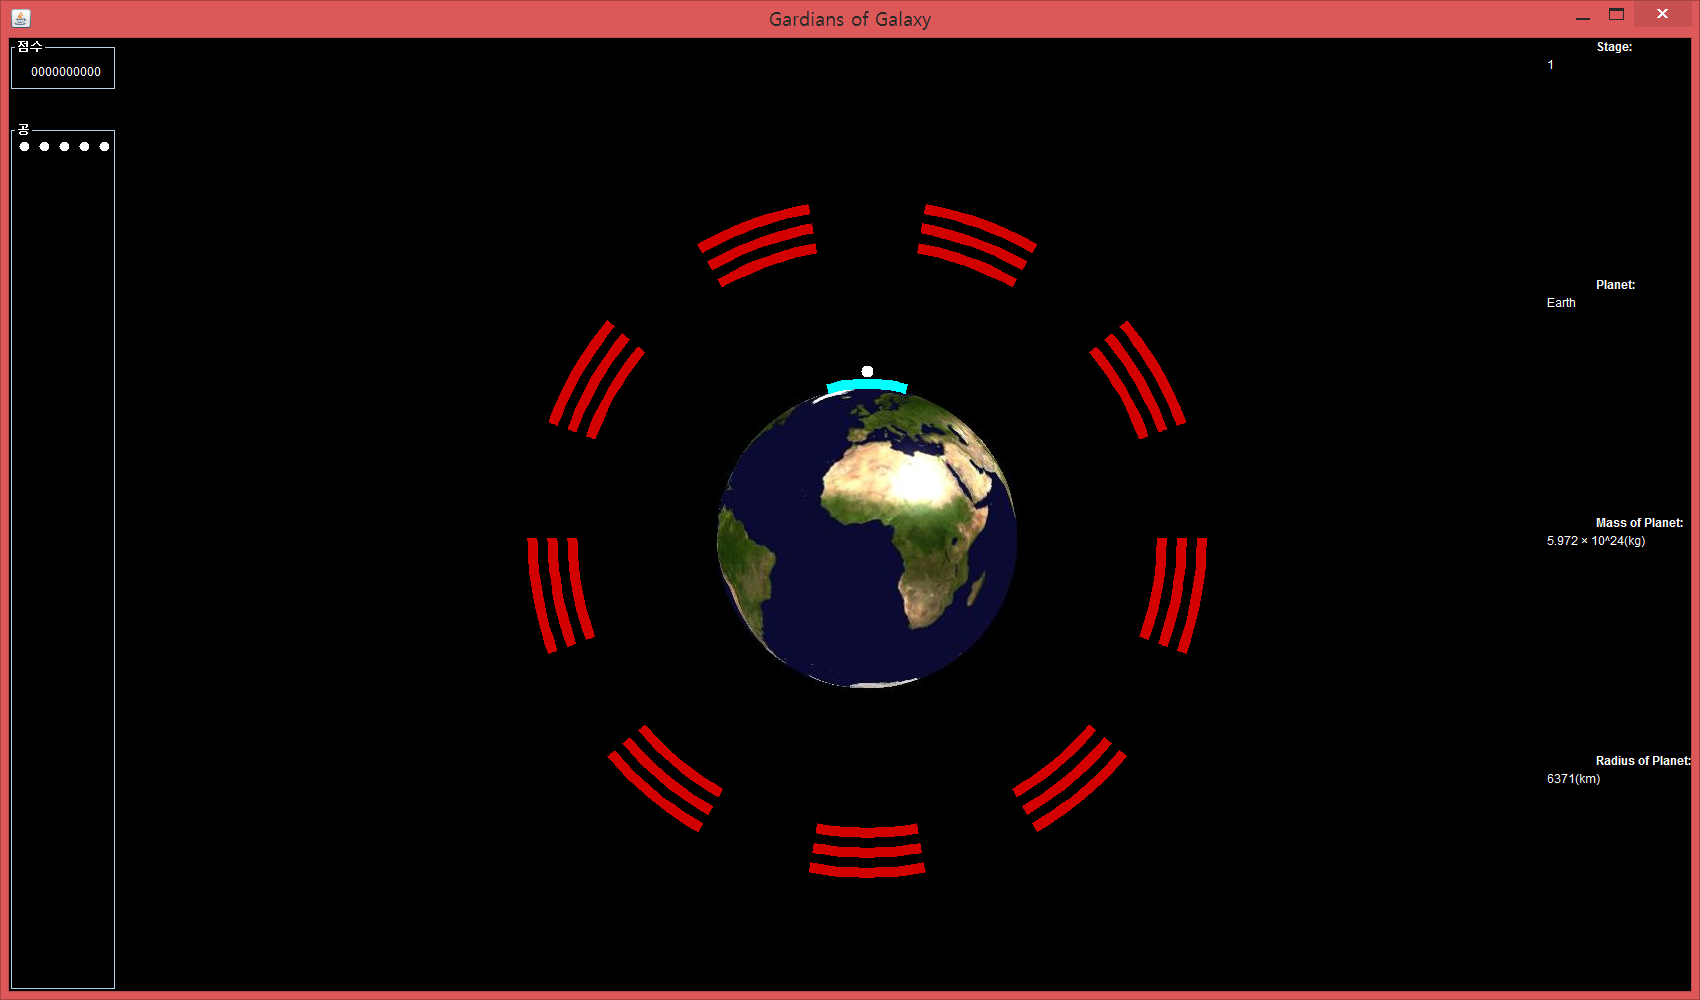 Gardians of Galaxy
점수
0000000000
공
Stage:
1
Planet:
Earth
Mass of Planet:
5.972 × 10^24(kg)
Radius of Planet:
6371(km)